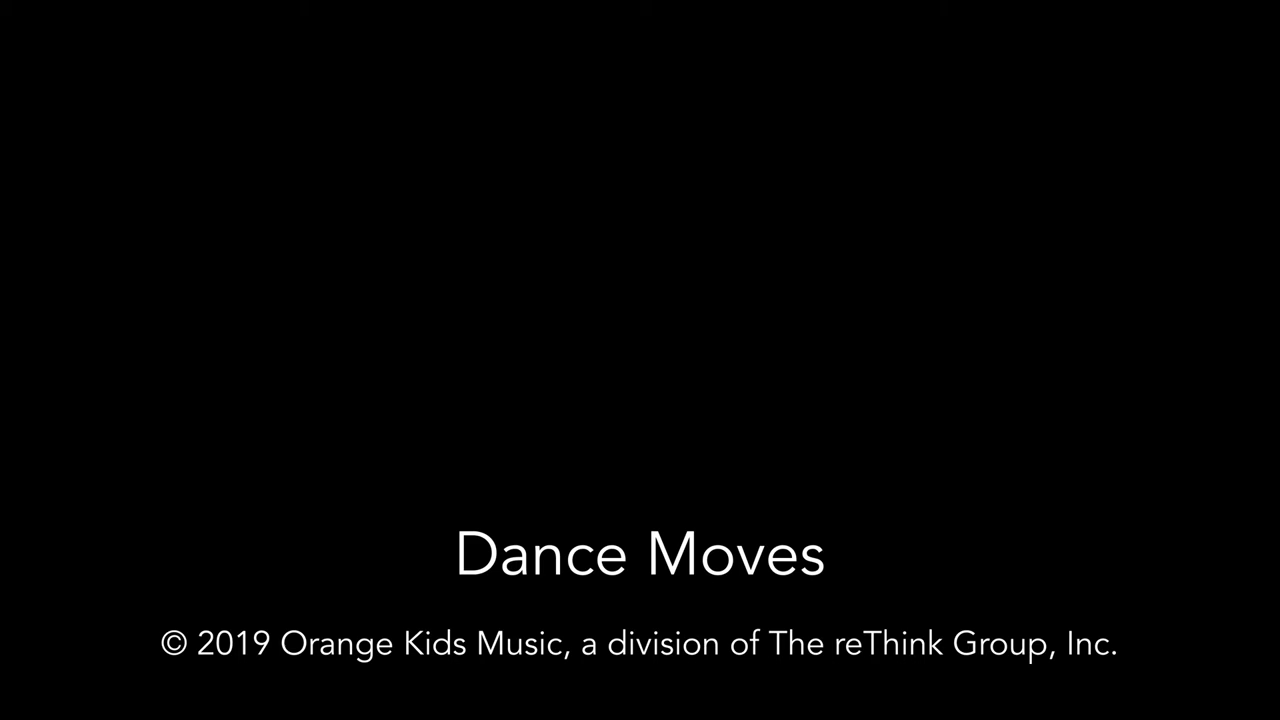 Dance Moves
© 2019 Orange Kids Music, a division of The reThink Group, Inc.